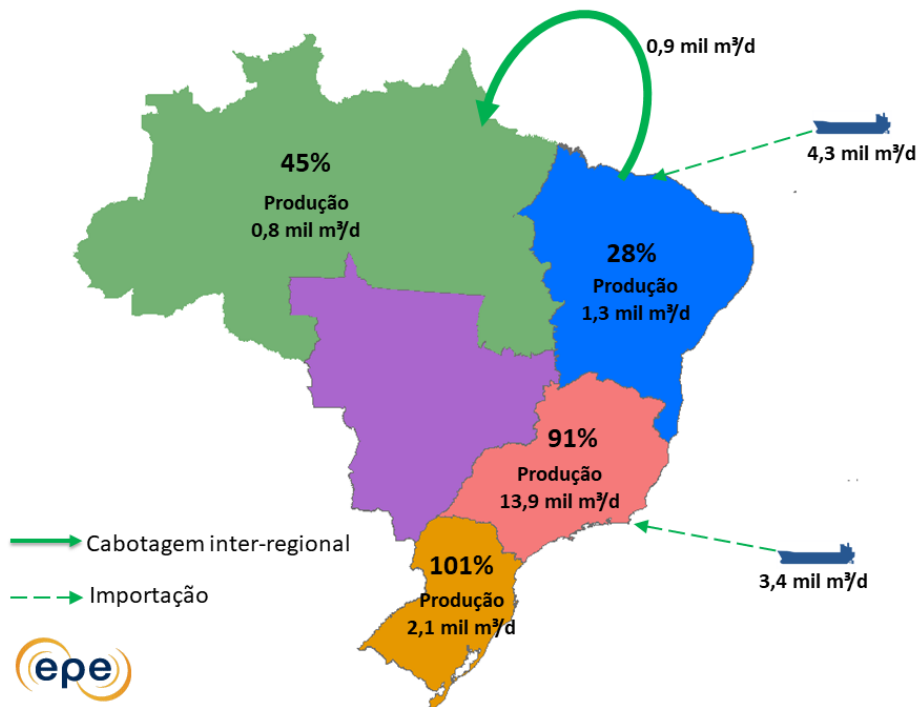 0,9 mil m³/d
4,3 mil m³/d
45%
Produção
0,8 mil m³/d
28%
Produção
1,3 mil m³/d
91%
Produção
13,9 mil m³/d
3,4 mil m³/d
101%
Produção
2,1 mil m³/d
Cabotagem inter-regional
Importação
epe